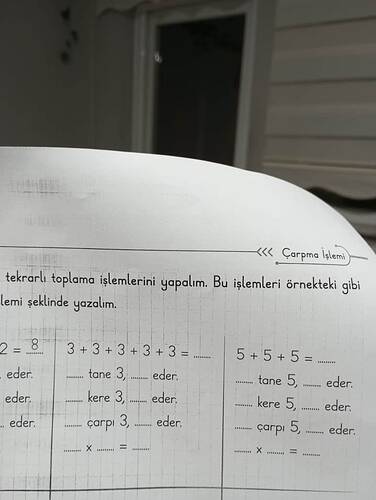 <<< Çarpma İşlemi
tekrarlı toplama işlemlerini yapalım. Bu işlemleri örnekteki gibi
lemi şeklinde yazalım.
2 = 8
eder.
eder.
eder.
3 + 3 + 3 + 3 + 3 = ........
........ tane 3, ........ eder.
........ kere 3, ........ eder.
........ çarpı 3, ........ eder.
........ x ........ = ........
5 + 5 + 5 = ........
........ tane 5, ........ eder.
........ kere 5, ........ eder.
........ çarpı 5, ........ eder.
........ x ........ = ........